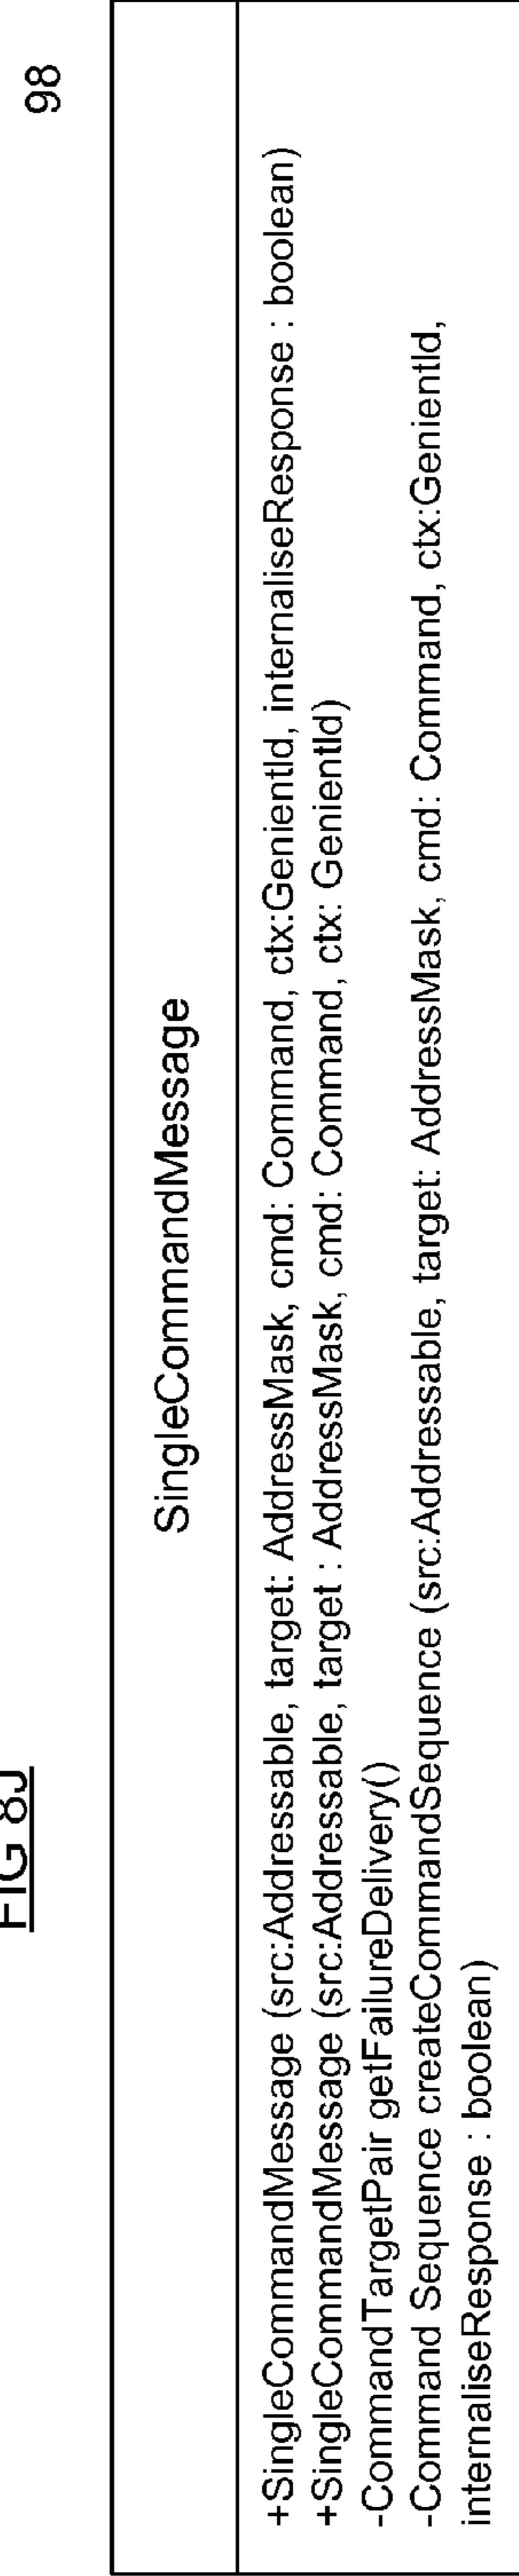 FIG 8J
98
SingleCommandMessage
+SingleCommandMessage (src:Addressable, target: AddressMask, cmd: Command, ctx:GenientId, internaliseResponse : boolean)
+SingleCommandMessage (src:Addressable, target : AddressMask, cmd: Command, ctx: GenientId)
-CommandTargetPair getFailureDelivery()
-Command Sequence createCommandSequence (src:Addressable, target: AddressMask, cmd: Command, ctx:GenientId,
internaliseResponse : boolean)